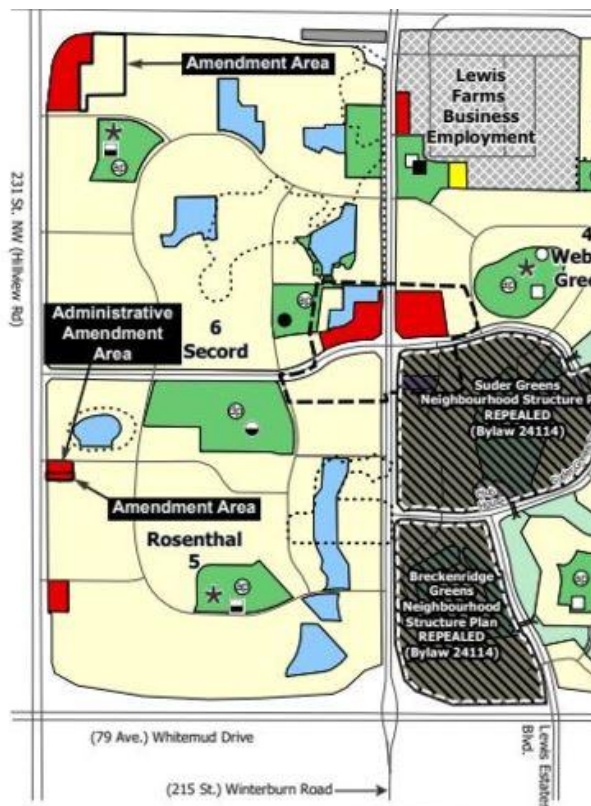 Amendment Area
Lewis
Farms
Business
Employment
231 St. NW (Hillview Rd)
4
Gree
Administrative
Amendment
Area
6
Secord
Suder Greens
Neighbourhood Structure P
REPEALED
(Bylaw 24114)
Amendment Area
Rosenthal
5
Breckenridge
Greens
Neighbourhood
Structure Plan
REPEALED
(Bylaw 24114)
(79 Ave.) Whitemud Drive
Lewis Estates
Blvd.
(215 St.) Winterburn Road